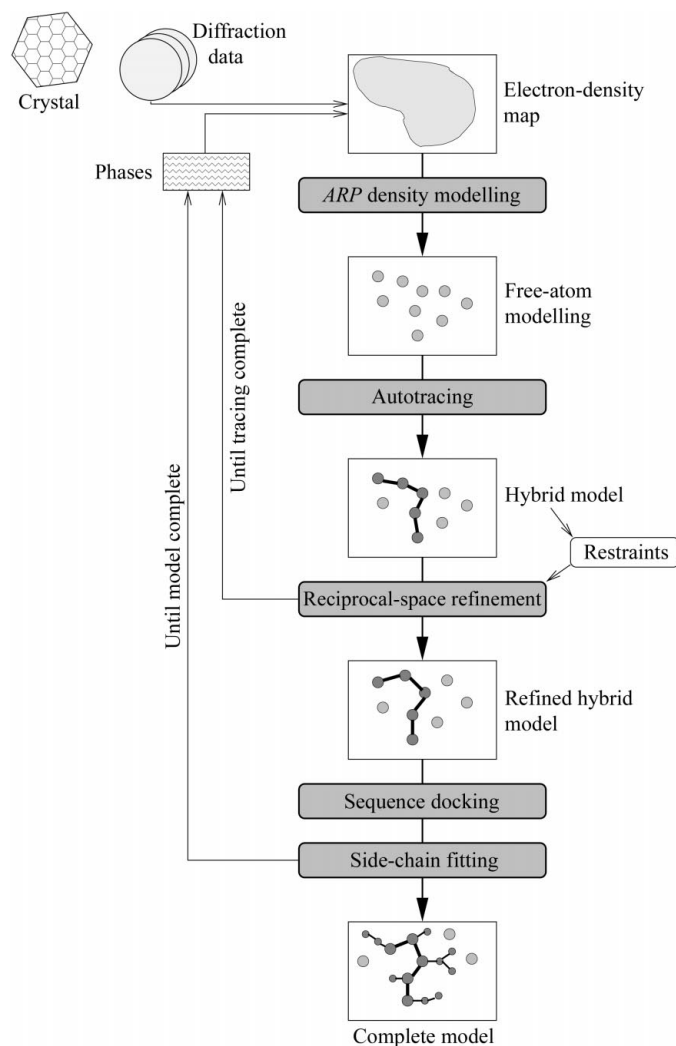 Crystal
Diffraction
data
Electron-density
map
Phases
ARP density modelling
Free-atom
modelling
Autotracing
Until tracing complete
Until model complete
Hybrid model
Restraints
Reciprocal-space refinement
Refined hybrid
model
Sequence docking
Side-chain fitting
Complete model